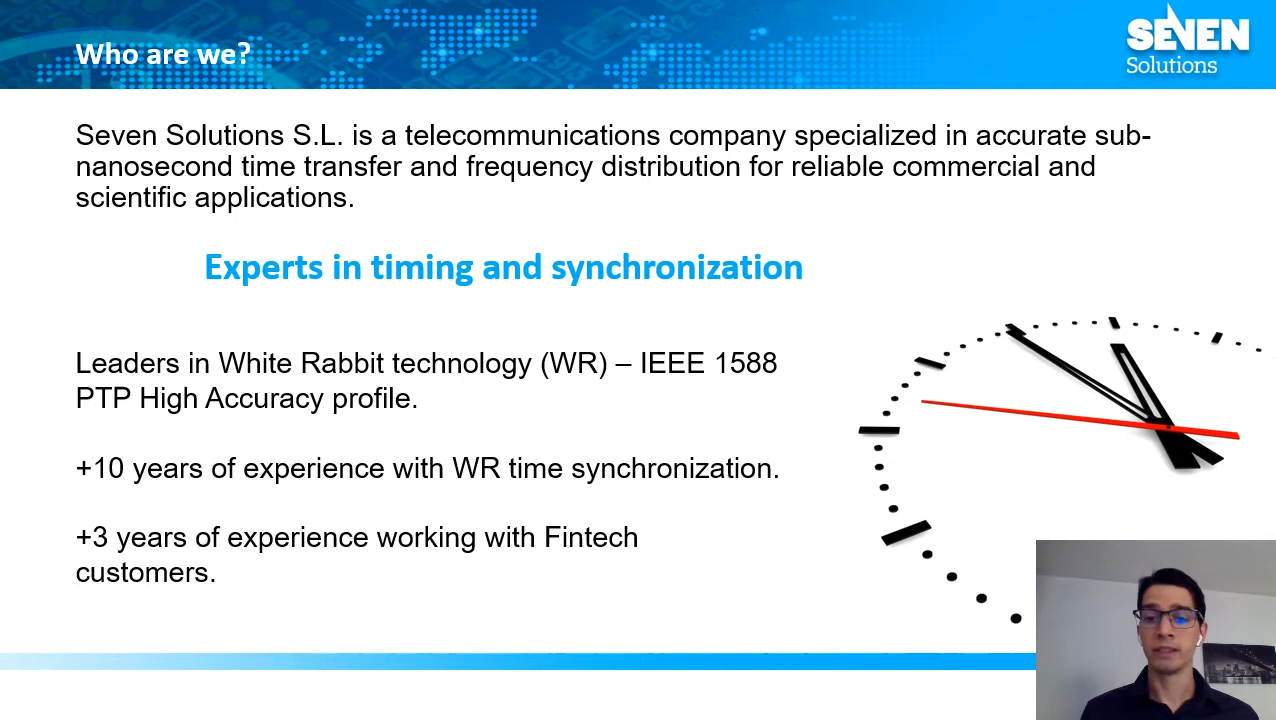 Who are we?
SEVEN
Solutions
Seven Solutions S.L. is a telecommunications company specialized in accurate sub-
nanosecond time transfer and frequency distribution for reliable commercial and
scientific applications.
Experts in timing and synchronization
Leaders in White Rabbit technology (WR) – IEEE 1588
PTP High Accuracy profile.
+10 years of experience with WR time synchronization.
+3 years of experience working with Fintech
customers.